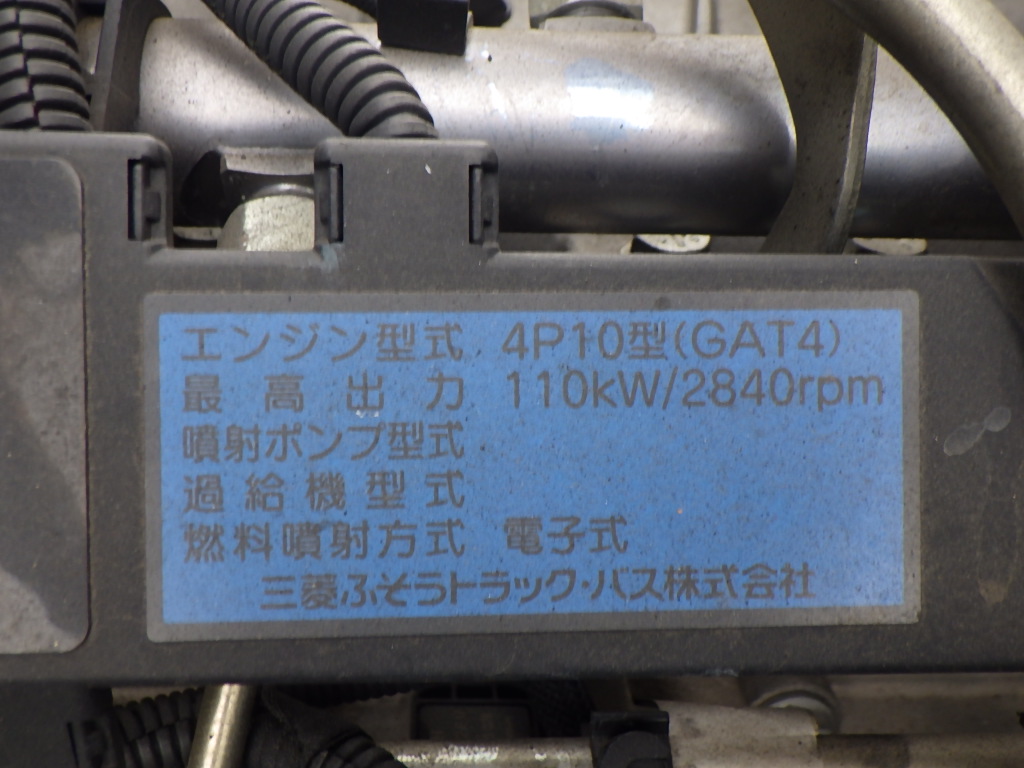 エンジン型式 4P10型(GAT4)
最高出力 110kW/2840rpm
噴射ポンプ型式
過給機型式
燃料噴射方式 電子式
三菱ふそうトラック・バス株式会社